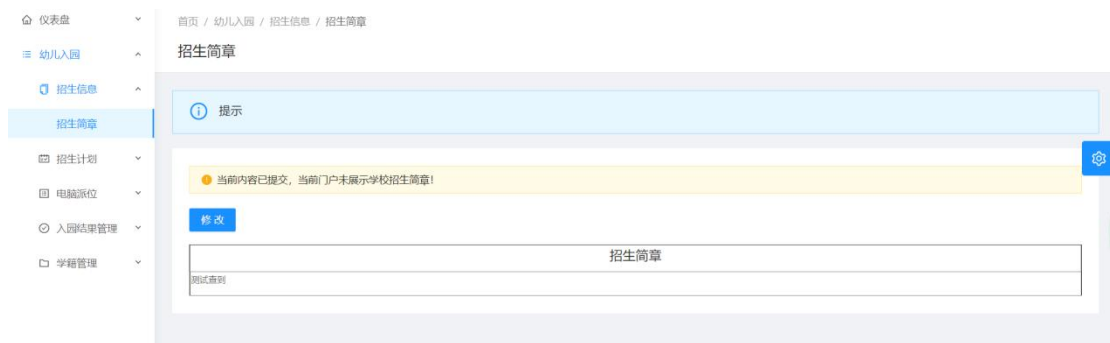 仪表盘
首页 / 幼儿入园 / 招生信息 / 招生简章
幼儿入园
招生简章
招生信息
提示
招生简章
招生计划
当前内容已提交，当前门户未展示学校招生简章！
电脑派位
修 改
入园结果管理
招生简章
学籍管理
测试直到